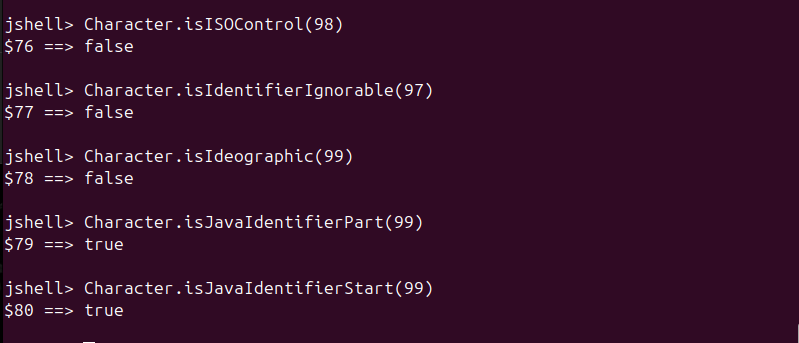 jshell> Character.isISOControl(98)
$76 ==> false
jshell> Character.isIdentifierIgnorable(97)
$77 ==> false
jshell> Character.isIdeographic(99)
$78 ==> false
jshell> Character.isJavaIdentifierPart(99)
$79 ==> true
jshell> Character.isJavaIdentifierStart(99)
$80 ==> true